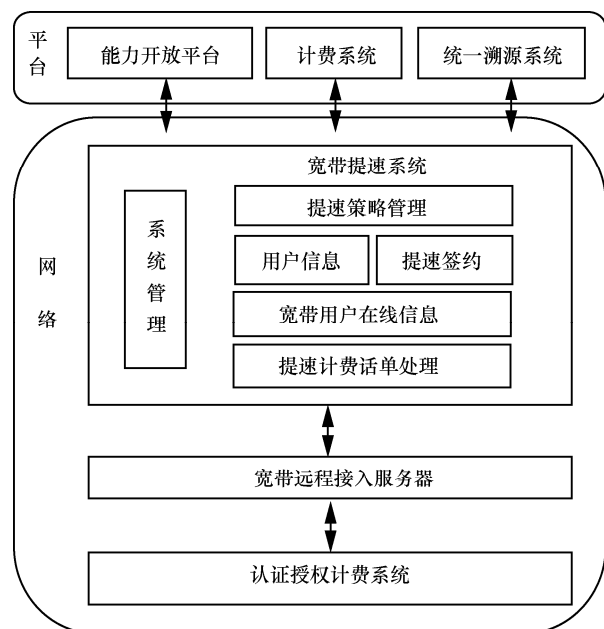 平台
能力开放平台
计费系统
统一溯源系统
网络
宽带提速系统
系统管理
提速策略管理
用户信息
提速签约
宽带用户在线信息
提速计费话单处理
宽带远程接入服务器
认证授权计费系统